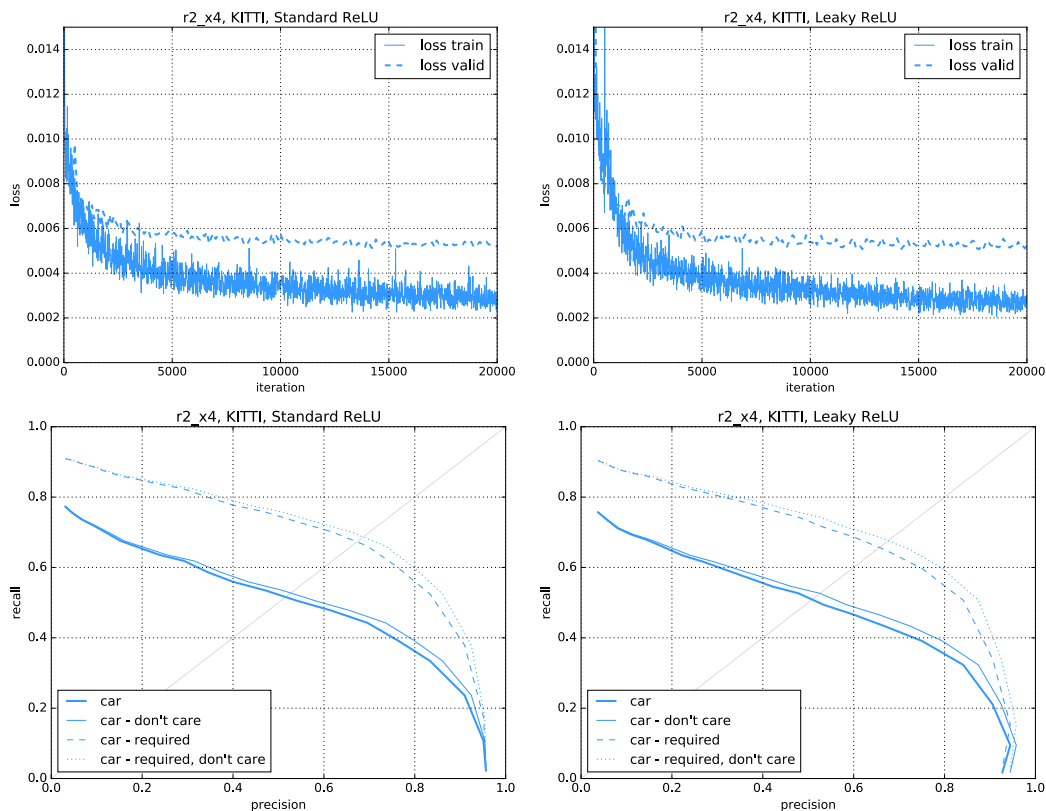 r2_x4, KITTI, Standard ReLU
0.014
0.012
0.010
0.008
0.006
0.004
0.002
0.000
loss
loss train
loss valid
0
5000
10000
15000
20000
iteration
r2_x4, KITTI, Leaky ReLU
0.014
0.012
0.010
0.008
0.006
0.004
0.002
0.000
loss
loss train
loss valid
0
5000
10000
15000
20000
iteration
r2_x4, KITTI, Standard ReLU
1.0
0.8
0.6
0.4
0.2
0.0
recall
car
car - don't care
car - required
car - required, don't care
0.0
0.2
0.4
0.6
0.8
1.0
precision
r2_x4, KITTI, Leaky ReLU
1.0
0.8
0.6
0.4
0.2
0.0
recall
car
car - don't care
car - required
car - required, don't care
0.0
0.2
0.4
0.6
0.8
1.0
precision